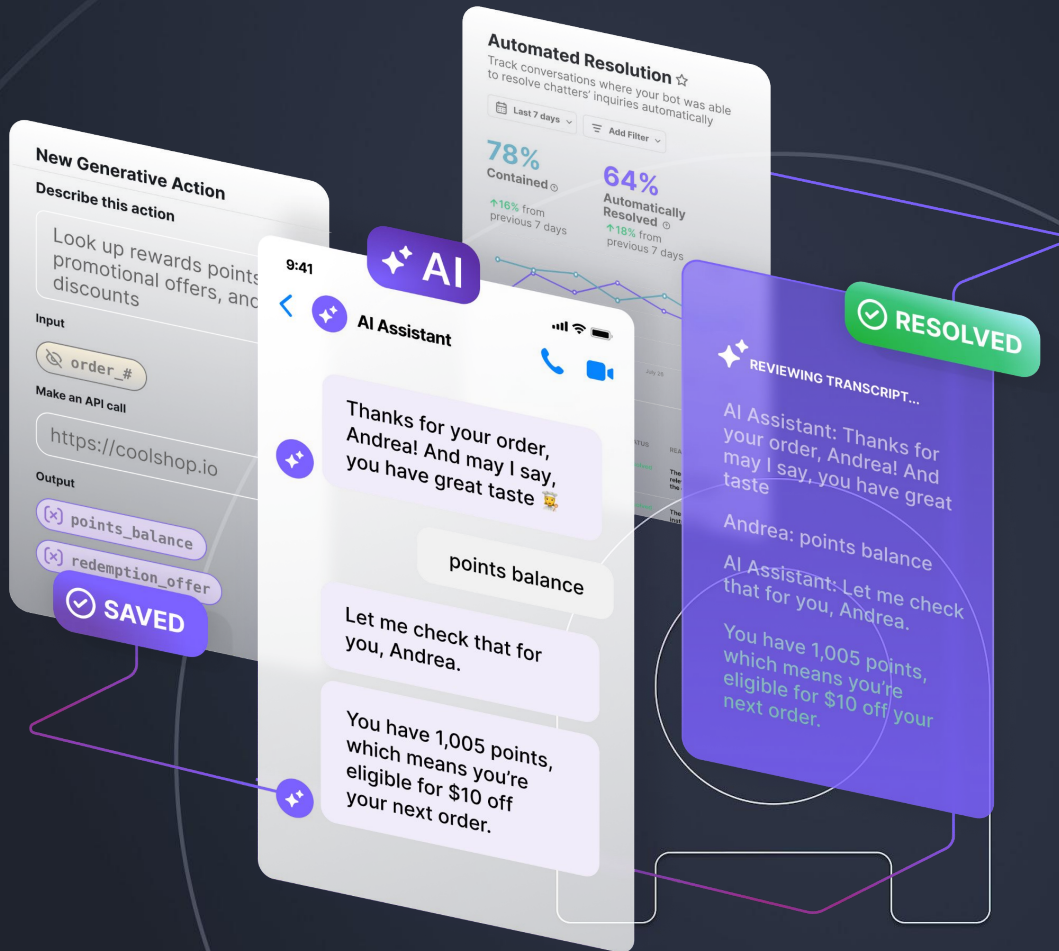 Automated Resolution
Track conversations where your bot was able
to resolve chatters' inquiries automatically
Last 7 days
Add Filter
78%
Contained
↑16% from
previous 7 days
64%
Automatically
Resolved
↑18% from
previous 7 days
July 25
New Generative Action
Describe this action
Look up rewards points
promotional offers, and
discounts
Input
order_#
Make an API call
https://coolshop.io
Output
points_balance
redemption_offer
SAVED
AI
9:41
AI Assistant
Thanks for your order,
Andrea! And may I say,
you have great taste
points balance
Let me check that for
you, Andrea.
You have 1,005 points,
which means you're
eligible for $10 off
your next order.
RESOLVED
REVIEWING TRANSCRIPT...
AI Assistant: Thanks for
your order, Andrea! And
may I say, you have great
taste
Andrea: points balance
AI Assistant: Let me check
that for you, Andrea.
You have 1,005 points,
which means you're
eligible for $10 off your
next order.